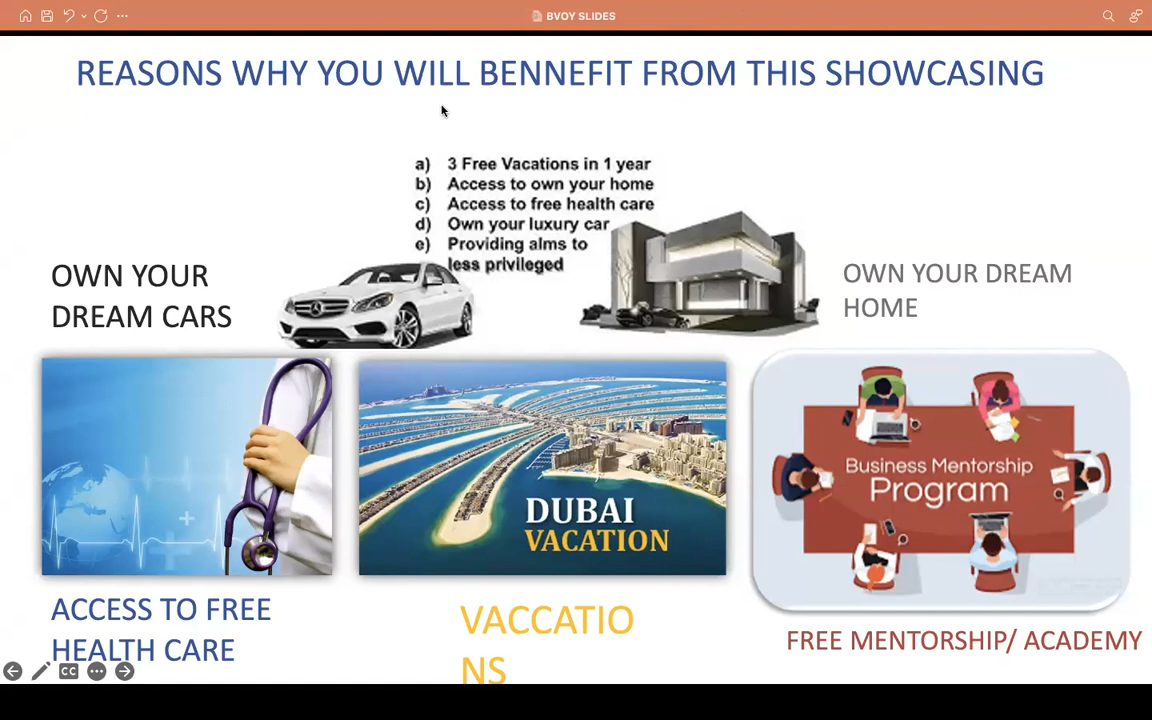 BVOY SLIDES
REASONS WHY YOU WILL BENNEFIT FROM THIS SHOWCASING
a) 3 Free Vacations in 1 year
b) Access to own your home
c) Access to free health care
d) Own your luxury car
e) Providing alms to
less privileged
OWN YOUR
DREAM CARS
OWN YOUR DREAM
HOME
DUBAI
VACATION
Business Mentorship
Program
ACCESS TO FREE
HEALTH CARE
VACCATIO
NS
FREE MENTORSHIP/ ACADEMY
CC